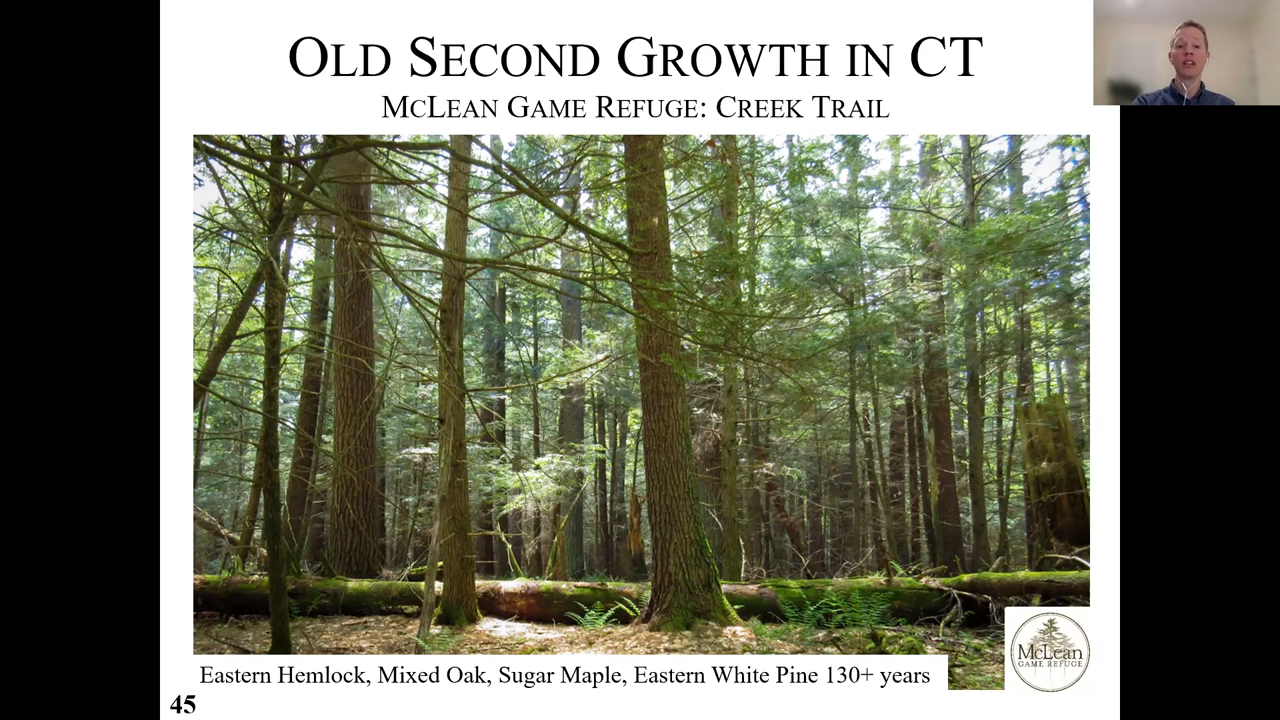 OLD SECOND GROWTH IN CT
MCLEAN GAME REFUGE: CREEK TRAIL
McLean
GAME REFUGE
Eastern Hemlock, Mixed Oak, Sugar Maple, Eastern White Pine 130+ years
45